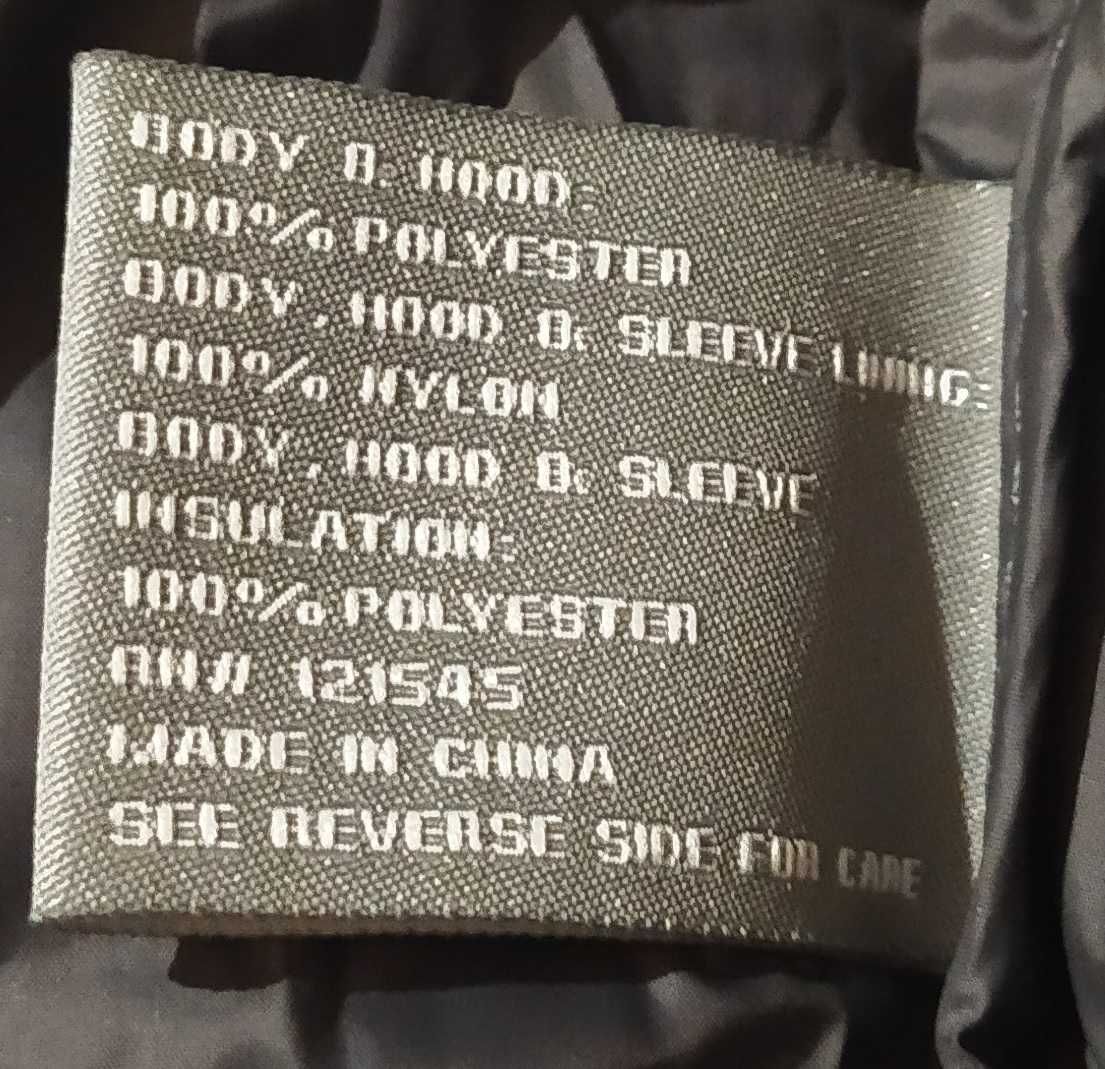 BODY & HOOD:
100% POLYESTER
BODY, HOOD & SLEEVE LINING:
100% NYLON
BODY, HOOD & SLEEVE
INSULATION:
100% POLYESTER
RN# 121545
MADE IN CHINA
SEE REVERSE SIDE FOR CARE